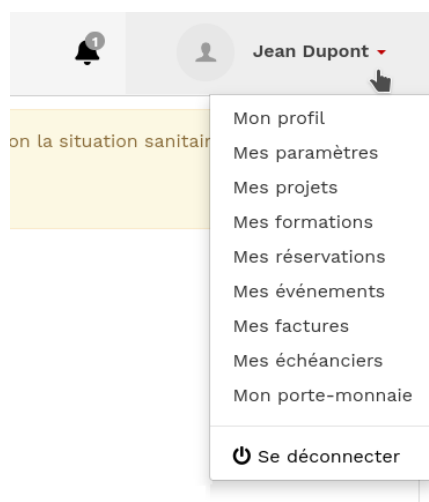 1
Jean Dupont
on la situation sanitair
Mon profil
Mes paramètres
Mes projets
Mes formations
Mes réservations
Mes événements
Mes factures
Mes échéanciers
Mon porte-monnaie
Se déconnecter